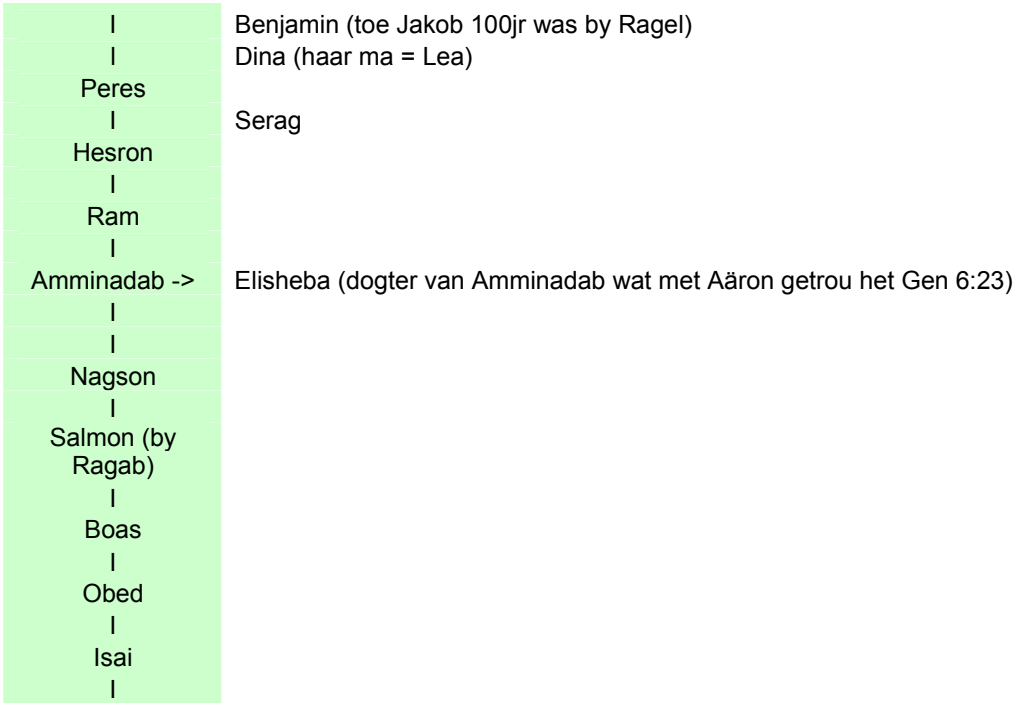 I Benjamin (toe Jakob 100jr was by Ragel)
I Dina (haar ma = Lea)
Peres
I Serag
Hesron
I
Ram
I
Amminadab -> Elisheba (dogter van Amminadab wat met Aäron getrou het Gen 6:23)
I
I
Nagson
I
Salmon (by
Ragab)
I
Boas
I
Obed
I
Isai
I